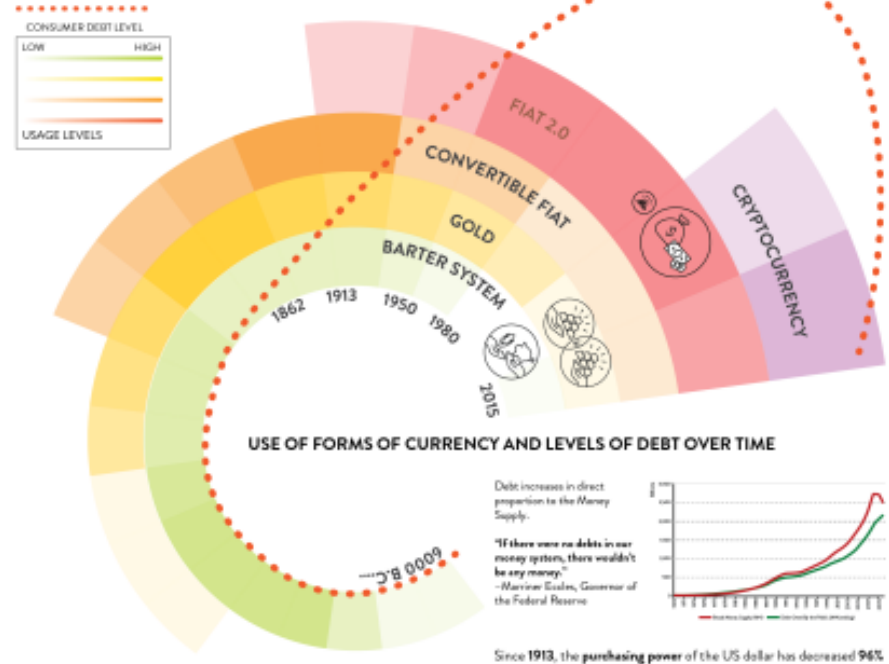 CONSUMER DEBT LEVEL
LOW HIGH
USAGE LEVELS
FIAT 2.0
CONVERTIBLE FIAT
GOLD
BARTER SYSTEM
CRYPTOCURRENCY
1862
1913
1950
1980
2015
6000 B.C....
USE OF FORMS OF CURRENCY AND LEVELS OF DEBT OVER TIME
Debt increases in direct
proportion to the Money
Supply.
"If there were no debts in our
money system, there wouldn't
be any money."
–Marriner Eccles, Governor of
the Federal Reserve
Since 1913, the purchasing power of the US dollar has decreased 96%